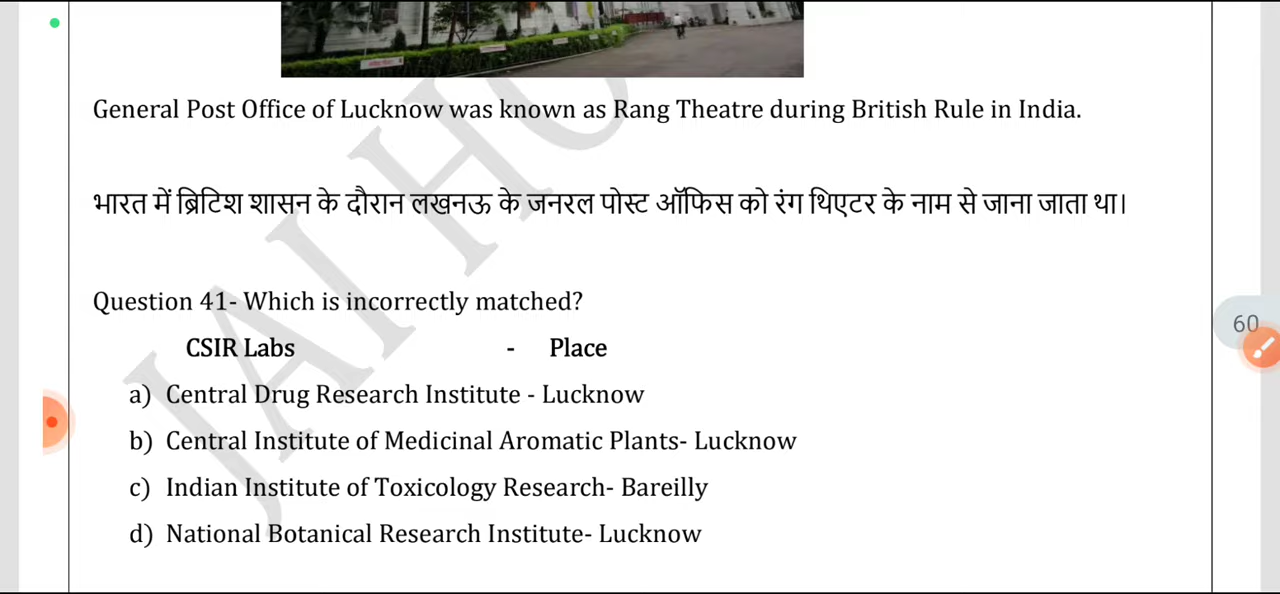 General Post Office of Lucknow was known as Rang Theatre during British Rule in India.
भारत में ब्रिटिश शासन के दौरान लखनऊ के जनरल पोस्ट ऑफिस को रंग थिएटर के नाम से जाना जाता था।
Question 41- Which is incorrectly matched?
CSIR Labs - Place
a) Central Drug Research Institute - Lucknow
b) Central Institute of Medicinal Aromatic Plants- Lucknow
c) Indian Institute of Toxicology Research- Bareilly
d) National Botanical Research Institute- Lucknow
60
JAI HO